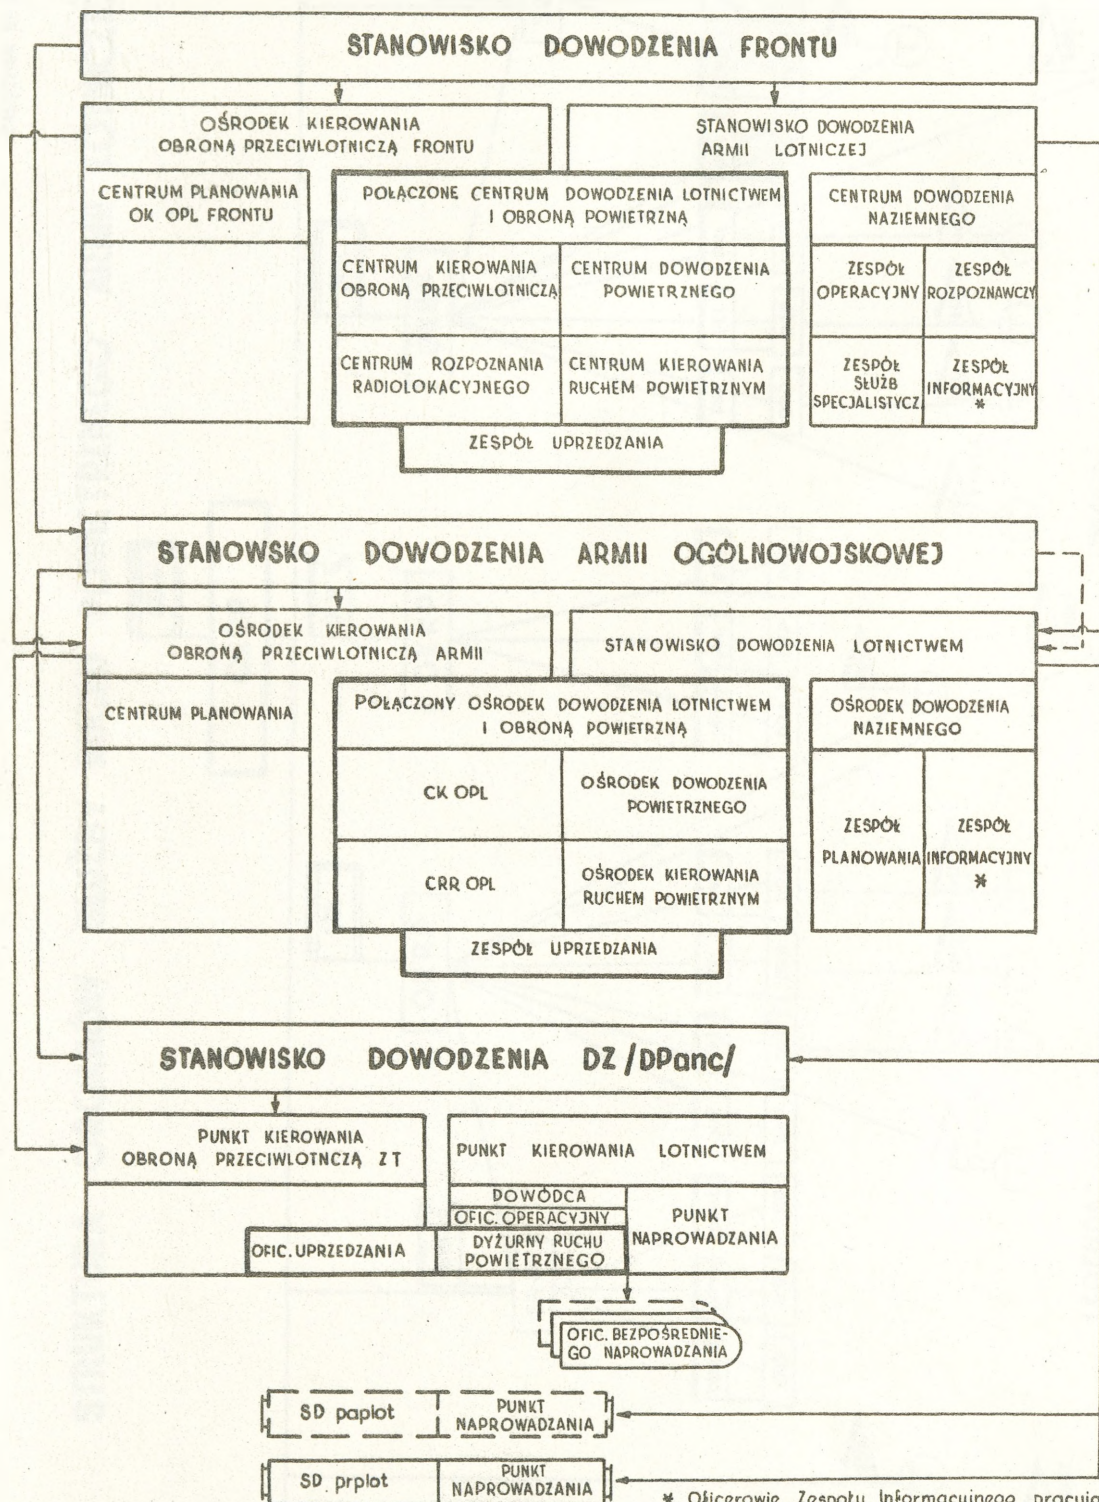 STANOWISKO DOWODZENIA FRONTU
OŚRODEK KIEROWANIA
OBRONĄ PRZECIWLOTNICZĄ FRONTU
STANOWISKO DOWODZENIA
ARMII LOTNICZEJ
CENTRUM PLANOWANIA
OK OPL FRONTU
POŁĄCZONE CENTRUM DOWODZENIA LOTNICTWEM
I OBRONĄ POWIETRZNĄ
CENTRUM DOWODZENIA
NAZIEMNEGO
CENTRUM KIEROWANIA
OBRONĄ PRZECIWLOTNICZĄ
CENTRUM DOWODZENIA
POWIETRZNEGO
ZESPÓŁ
OPERACYJNY
ZESPÓŁ
ROZPOZNAWCZY
CENTRUM ROZPOZNANIA
RADIOLOKACYJNEGO
CENTRUM KIEROWANIA
RUCHEM POWIETRZNYM
ZESPÓŁ
SŁUŻB
SPECJALISTYCZ.
ZESPÓŁ
INFORMACYJNY
*
ZESPÓŁ UPRZEDZANIA
STANOWSKO DOWODZENIA ARMII OGÓLNOWOJSKOWEJ
OŚRODEK KIEROWANIA
OBRONĄ PRZECIWLOTNICZĄ ARMII
STANOWISKO DOWODZENIA LOTNICTWEM
CENTRUM PLANOWANIA
POŁĄCZONY OŚRODEK DOWODZENIA LOTNICTWEM
I OBRONĄ POWIETRZNĄ
OŚRODEK DOWODZENIA
NAZIEMNEGO
CK OPL
OŚRODEK DOWODZENIA
POWIETRZNEGO
ZESPÓŁ
PLANOWANIA
ZESPÓŁ
INFORMACYJNY
*
CRR OPL
OŚRODEK KIEROWANIA
RUCHEM POWIETRZNYM
ZESPÓŁ UPRZEDZANIA
STANOWISKO DOWODZENIA DZ /DPanc/
PUNKT KIEROWANIA
OBRONĄ PRZECIWLOTNCZĄ ZT
PUNKT KIEROWANIA LOTNICTWEM
DOWÓDCA
OFIC. OPERACYJNY
PUNKT
NAPROWADZANIA
OFIC. UPRZEDZANIA
DYŻURNY RUCHU
POWIETRZNEGO
OFIC. BEZPOŚREDNIE-
GO NAPROWADZANIA
SD paplot
PUNKT
NAPROWADZANIA
SD prplot
PUNKT
NAPROWADZANIA
* Oficerowie Zespołu Informacyjnego pracują